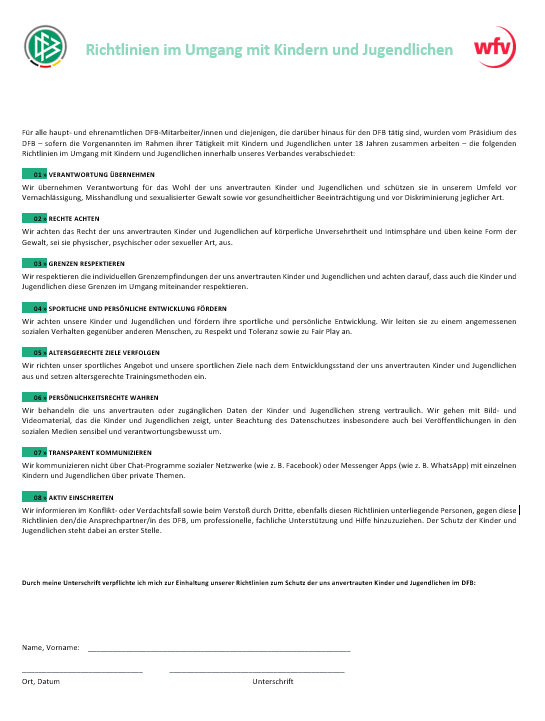 DFB
Richtlinien im Umgang mit Kindern und Jugendlichen
wfv
Für alle haupt- und ehrenamtlichen DFB-Mitarbeiter/innen und diejenigen, die darüber hinaus für den DFB tätig sind, wurden vom Präsidium des
DFB – sofern die Vorgenannten im Rahmen ihrer Tätigkeit mit Kindern und Jugendlichen unter 18 Jahren zusammen arbeiten – die folgenden
Richtlinien im Umgang mit Kindern und Jugendlichen innerhalb unseres Verbandes verabschiedet:
01 » VERANTWORTUNG ÜBERNEHMEN
Wir übernehmen Verantwortung für das Wohl der uns anvertrauten Kinder und Jugendlichen und schützen sie in unserem Umfeld vor
Vernachlässigung, Misshandlung und sexualisierter Gewalt sowie vor gesundheitlicher Beeinträchtigung und vor Diskriminierung jeglicher Art.
02 » RECHTE ACHTEN
Wir achten das Recht der uns anvertrauten Kinder und Jugendlichen auf körperliche Unversehrtheit und Intimsphäre und üben keine Form der
Gewalt, sei sie physischer, psychischer oder sexueller Art, aus.
03 » GRENZEN RESPEKTIEREN
Wir respektieren die individuellen Grenzempfindungen der uns anvertrauten Kinder und Jugendlichen und achten darauf, dass auch die Kinder und
Jugendlichen diese Grenzen im Umgang miteinander respektieren.
04 » SPORTLICHE UND PERSÖNLICHE ENTWICKLUNG FÖRDERN
Wir achten unsere Kinder und Jugendlichen und fördern ihre sportliche und persönliche Entwicklung. Wir leiten sie zu einem angemessenen
sozialen Verhalten gegenüber anderen Menschen, zu Respekt und Toleranz sowie zu Fair Play an.
05 » ALTERSGERECHTE ZIELE VERFOLGEN
Wir richten unser sportliches Angebot und unsere sportlichen Ziele nach dem Entwicklungsstand der uns anvertrauten Kinder und Jugendlichen
aus und setzen altersgerechte Trainingsmethoden ein.
06 » PERSÖNLICHKEITSRECHTE WAHREN
Wir behandeln die uns anvertrauten oder zugänglichen Daten der Kinder und Jugendlichen streng vertraulich. Wir gehen mit Bild- und
Videomaterial, das die Kinder und Jugendlichen zeigt, unter Beachtung des Datenschutzes insbesondere auch bei Veröffentlichungen in den
sozialen Medien sensibel und verantwortungsbewusst um.
07 » TRANSPARENT KOMMUNIZIEREN
Wir kommunizieren nicht über Chat-Programme sozialer Netzwerke (wie z. B. Facebook) oder Messenger Apps (wie z. B. WhatsApp) mit einzelnen
Kindern und Jugendlichen über private Themen.
08 » AKTIV EINSCHREITEN
Wir informieren im Konflikt- oder Verdachtsfall sowie beim Verstoß durch Dritte, ebenfalls diesen Richtlinien unterliegende Personen, gegen diese
Richtlinien den/die Ansprechpartner/in des DFB, um professionelle, fachliche Unterstützung und Hilfe hinzuzuziehen. Der Schutz der Kinder und
Jugendlichen steht dabei an erster Stelle.
Durch meine Unterschrift verpflichte ich mich zur Einhaltung unserer Richtlinien zum Schutz der uns anvertrauten Kinder und Jugendlichen im DFB:
Name, Vorname:
Ort, Datum Unterschrift